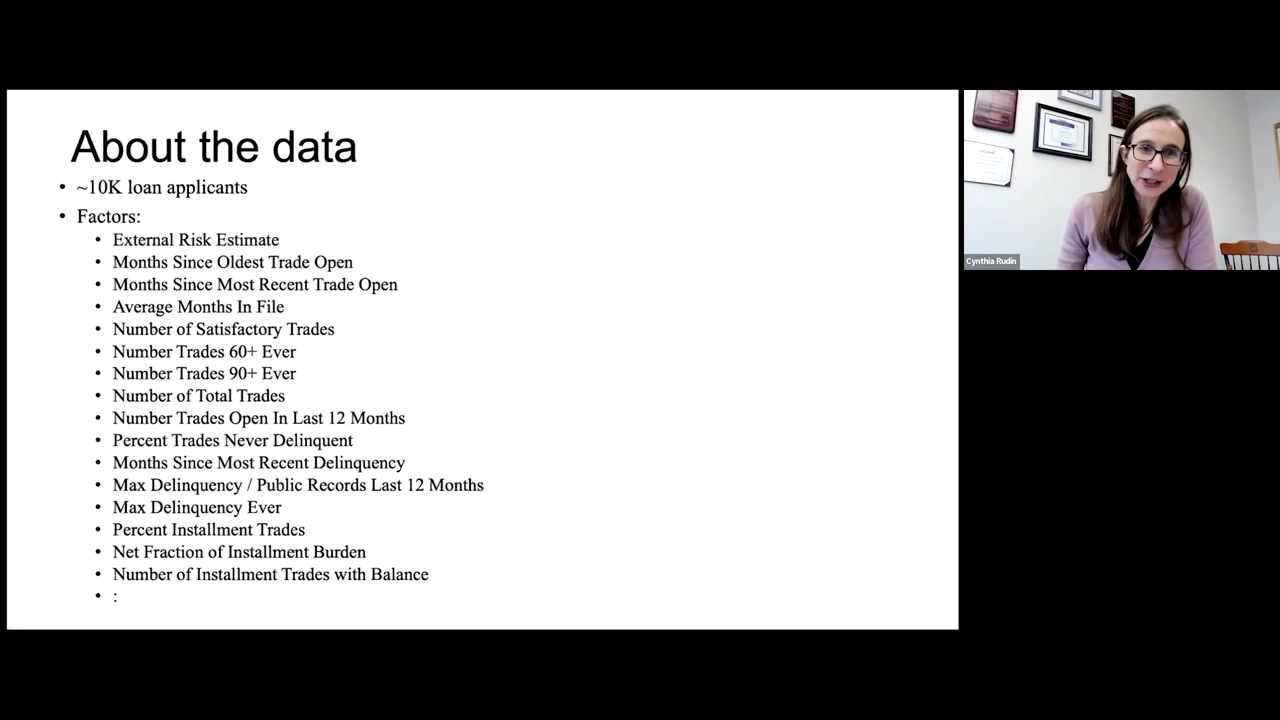 About the data
• ~10K loan applicants
• Factors:
• External Risk Estimate
• Months Since Oldest Trade Open
• Months Since Most Recent Trade Open
• Average Months In File
• Number of Satisfactory Trades
• Number Trades 60+ Ever
• Number Trades 90+ Ever
• Number of Total Trades
• Number Trades Open In Last 12 Months
• Percent Trades Never Delinquent
• Months Since Most Recent Delinquency
• Max Delinquency / Public Records Last 12 Months
• Max Delinquency Ever
• Percent Installment Trades
• Net Fraction of Installment Burden
• Number of Installment Trades with Balance
• :
Cynthia Rudin